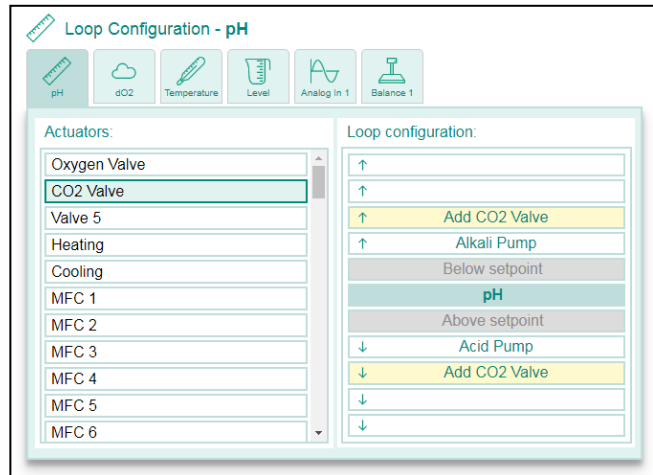 Loop Configuration - pH
pH
dO2
Temperature
Level
Analog In 1
Balance 1
Actuators:
Oxygen Valve
CO2 Valve
Valve 5
Heating
Cooling
MFC 1
MFC 2
MFC 3
MFC 4
MFC 5
MFC 6
Loop configuration:
↑
↑
↑ Add CO2 Valve
↑ Alkali Pump
Below setpoint
pH
Above setpoint
↓ Acid Pump
↓ Add CO2 Valve
↓
↓